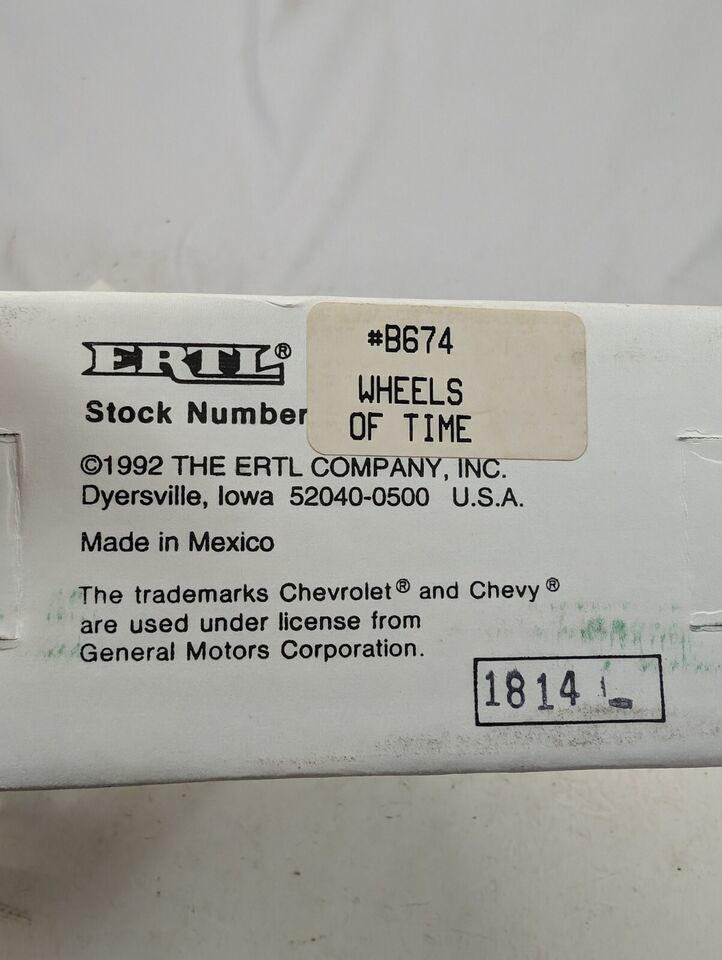 ERTL®
Stock Number
#B674
WHEELS
OF TIME
©1992 THE ERTL COMPANY, INC.
Dyersville, Iowa 52040-0500 U.S.A.
Made in Mexico
The trademarks Chevrolet® and Chevy®
are used under license from
General Motors Corporation.
1814